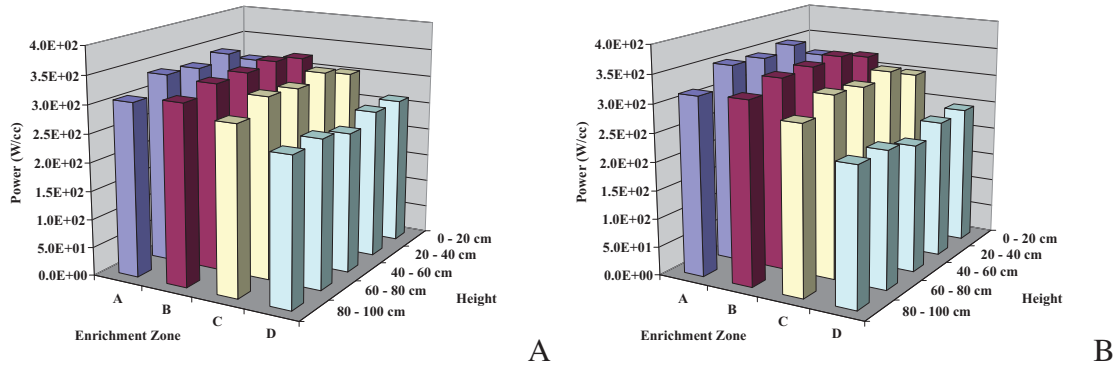 4.0E+02
3.5E+02
3.0E+02
2.5E+02
2.0E+02
1.5E+02
1.0E+02
5.0E+01
0.0E+00
Power (W/cc)
A
B
C
D
Enrichment Zone
0 - 20 cm
20 - 40 cm
40 - 60 cm
60 - 80 cm
80 - 100 cm
Height
A
4.0E+02
3.5E+02
3.0E+02
2.5E+02
2.0E+02
1.5E+02
1.0E+02
5.0E+01
0.0E+00
Power (W/cc)
A
B
C
D
Enrichment Zone
0 - 20 cm
20 - 40 cm
40 - 60 cm
60 - 80 cm
80 - 100 cm
Height
B